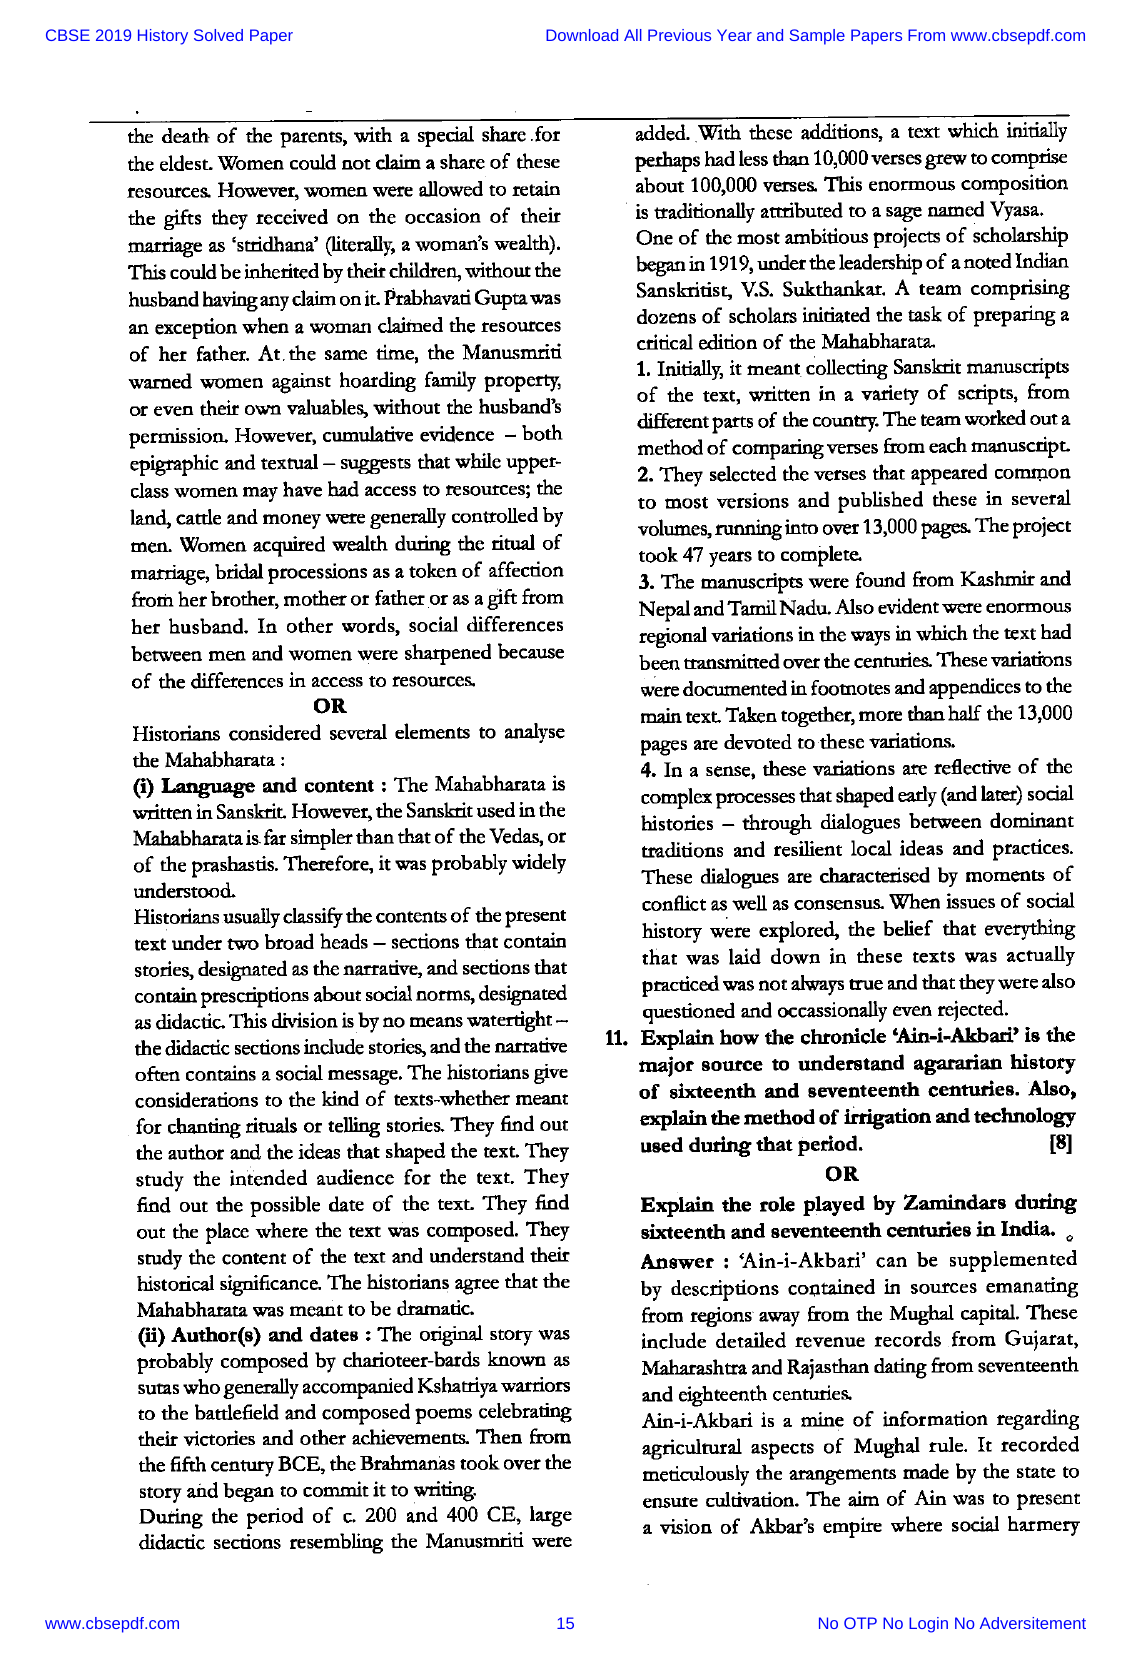 CBSE 2019 History Solved Paper
Download All Previous Year and Sample Papers From www.cbsepdf.com
the death of the parents, with a special share for
the eldest. Women could not claim a share of these
resources. However, women were allowed to retain
the gifts they received on the occasion of their
marriage as ‘stridhana’ (literally, a woman’s wealth).
This could be inherited by their children, without the
husband having any claim on it. Prabhavati Gupta was
an exception when a woman claimed the resources
of her father. At the same time, the Manusmriti
warned women against hoarding family property,
or even their own valuables, without the husband’s
permission. However, cumulative evidence – both
epigraphic and textual – suggests that while upper-
class women may have had access to resources; the
land, cattle and money were generally controlled by
men. Women acquired wealth during the ritual of
marriage, bridal processions as a token of affection
from her brother, mother or father or as a gift from
her husband. In other words, social differences
between men and women were sharpened because
of the differences in access to resources.
OR
Historians considered several elements to analyse
the Mahabharata :
(i) Language and content : The Mahabharata is
written in Sanskrit. However, the Sanskrit used in the
Mahabharata is far simpler than that of the Vedas, or
of the prashastis. Therefore, it was probably widely
understood.
Historians usually classify the contents of the present
text under two broad heads – sections that contain
stories, designated as the narrative, and sections that
contain prescriptions about social norms, designated
as didactic. This division is by no means watertight –
the didactic sections include stories, and the narrative
often contains a social message. The historians give
considerations to the kind of texts-whether meant
for chanting rituals or telling stories. They find out
the author and the ideas that shaped the text. They
study the intended audience for the text. They
find out the possible date of the text. They find
out the place where the text was composed. They
study the content of the text and understand their
historical significance. The historians agree that the
Mahabharata was meant to be dramatic.
(ii) Author(s) and dates : The original story was
probably composed by charioteer-bards known as
sutas who generally accompanied Kshatriya warriors
to the battlefield and composed poems celebrating
their victories and other achievements. Then from
the fifth century BCE, the Brahmanas took over the
story and began to commit it to writing.
During the period of c. 200 and 400 CE, large
didactic sections resembling the Manusmriti were
added. With these additions, a text which initially
perhaps had less than 10,000 verses grew to comprise
about 100,000 verses. This enormous composition
is traditionally attributed to a sage named Vyasa.
One of the most ambitious projects of scholarship
began in 1919, under the leadership of a noted Indian
Sanskritist, V.S. Sukthankar. A team comprising
dozens of scholars initiated the task of preparing a
critical edition of the Mahabharata.
1. Initially, it meant collecting Sanskrit manuscripts
of the text, written in a variety of scripts, from
different parts of the country. The team worked out a
method of comparing verses from each manuscript.
2. They selected the verses that appeared common
to most versions and published these in several
volumes, running into over 13,000 pages. The project
took 47 years to complete.
3. The manuscripts were found from Kashmir and
Nepal and Tamil Nadu. Also evident were enormous
regional variations in the ways in which the text had
been transmitted over the centuries. These variations
were documented in footnotes and appendices to the
main text. Taken together, more than half the 13,000
pages are devoted to these variations.
4. In a sense, these variations are reflective of the
complex processes that shaped early (and later) social
histories – through dialogues between dominant
traditions and resilient local ideas and practices.
These dialogues are characterised by moments of
conflict as well as consensus. When issues of social
history were explored, the belief that everything
that was laid down in these texts was actually
practiced was not always true and that they were also
questioned and occassionally even rejected.
11. Explain how the chronicle ‘Ain-i-Akbari’ is the
major source to understand agararian history
of sixteenth and seventeenth centuries. Also,
explain the method of irrigation and technology
used during that period. [8]
OR
Explain the role played by Zamindars during
sixteenth and seventeenth centuries in India.
Answer : ‘Ain-i-Akbari’ can be supplemented
by descriptions contained in sources emanating
from regions away from the Mughal capital. These
include detailed revenue records from Gujarat,
Maharashtra and Rajasthan dating from seventeenth
and eighteenth centuries.
Ain-i-Akbari is a mine of information regarding
agricultural aspects of Mughal rule. It recorded
meticulously the arangements made by the state to
ensure cultivation. The aim of Ain was to present
a vision of Akbar’s empire where social harmery
www.cbsepdf.com
15
No OTP No Login No Adversitement